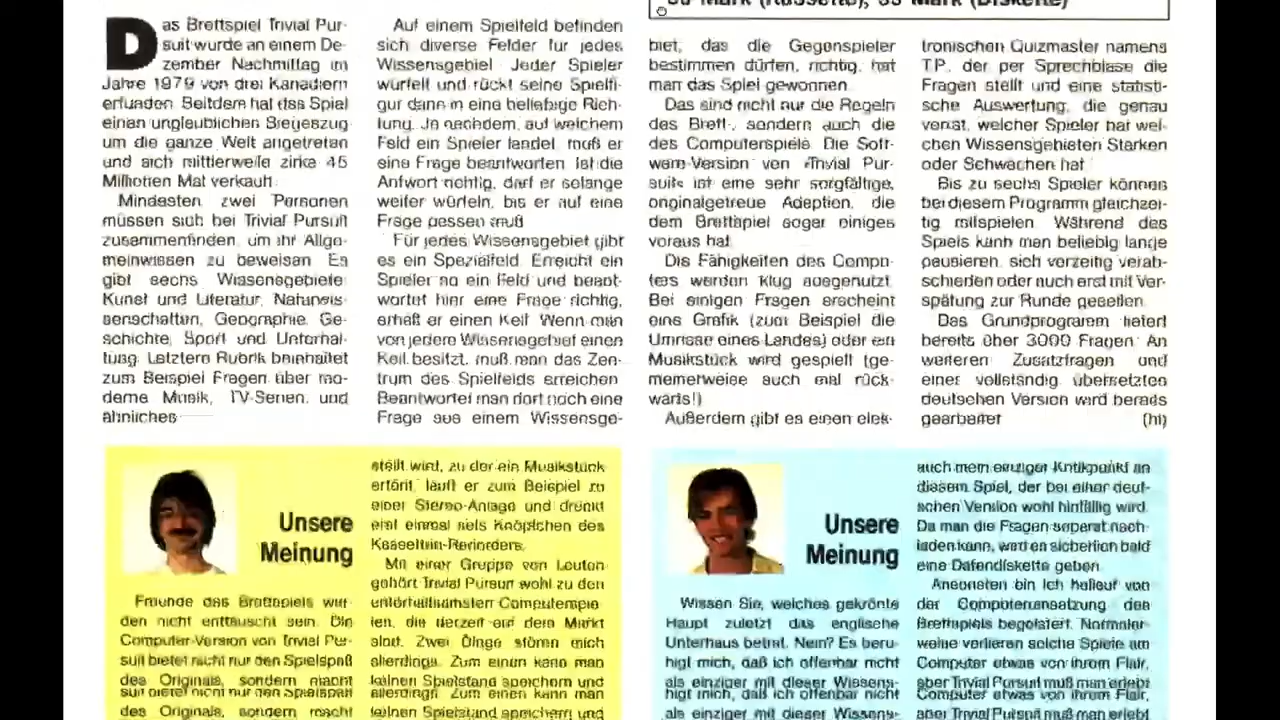 Das Brettspiel Trivial Pur-
suit wurde an einem De-
zember Nachmittag im
Jahre 1979 von drei Kanadiern
erfunden Seitdem hat das Spiel
einen unglaublichen Siegeszug
um die ganze Welt angetreten
und sich mittlerweile zirka 45
Millionen Mal verkauft
Mindesten zwei Personen
müssen sich bei Trivial Pursuit
zusammenfinden, um ihr Allge-
meinwissen zu beweisen Es
gibt sechs Wissensgebiete:
Kunst und Literatur, Naturwis-
senschaften, Geographie, Ge-
schichte, Sport und Unterhal-
tung. Letztere Rubrik beinhaltet
zum Beispiel Fragen über mo-
derne Musik, TV-Serien, und
ähnliches
Auf einem Spielfeld befinden
sich diverse Felder für jedes
Wissensgebiet Jeder Spieler
würfelt und rückt seine Spielfi-
gur dann in eine beliebige Rich-
tung. Je nachdem, auf welchem
Feld ein Spieler landet, muß er
eine Frage beantworten Ist die
Antwort richtig, darf er solange
weiter würfeln, bis er auf eine
Frage passen muß
Für jedes Wissensgebiet gibt
es ein Spezialfeld. Erreicht ein
Spieler so ein Feld und beant-
wortet hier eine Frage richtig,
erhält er einen Keil Wenn man
von jedem Wissensgebiet einen
Keil besitzt, muß man das Zen-
trum des Spielfelds erreichen
Beantwortet man dort noch eine
Frage aus einem Wissensge-
biet, das die Gegenspieler
bestimmen dürfen, richtig, hat
man das Spiel gewonnen
Das sind nicht nur die Regeln
des Brett-, sondern auch die
des Computerspiels Die Soft-
ware-Version von »Trivial Pur-
suit« ist eine sehr sorgfältige,
originalgetreue Adaption, die
dem Brettspiel sogar einiges
voraus hat
Die Fähigkeiten des Compu-
ters werden klug ausgenutzt
Bei einigen Fragen erscheint
eine Grafik (zum Beispiel die
Umrisse eines Landes) oder ein
Musikstück wird gespielt (ge-
meinerweise auch mal rück-
wärts!)
Außerdem gibt es einen elek-
tronischen Quizmaster namens
TP, der per Sprechblase die
Fragen stellt und eine statisti-
sche Auswertung, die genau
verrät, welcher Spieler bei wel-
chen Wissensgebieten Stärken
oder Schwächen hat
Bis zu sechs Spieler können
bei diesem Programm gleichzei-
tig mitspielen Während des
Spiels kann man beliebig lange
pausieren, sich vorzeitig verab-
schieden oder auch erst mit Ver-
spätung zur Runde gesellen
Das Grundprogramm liefert
bereits über 3000 Fragen An
weiteren Zusatzfragen und
einer vollständig übersetzten
deutschen Version wird bereits
gearbeitet (hl)
Unsere
Meinung
Freunde des Brettspiels wer-
den nicht enttäuscht sein. Die
Computer-Version von Trivial Pur-
suit bietet nicht nur den Spielspaß
des Originals, sondern macht
stellt wird, zu der ein Musikstück
ertönt, läuft er zum Beispiel zu
einer Stereo-Anlage und drückt
erst einmal aufs Knöpfchen des
Kassetten-Recorders.
Mit einer Gruppe von Leuten
gehört Trivial Pursuit wohl zu den
unterhaltsamsten Computerspie-
len, die derzeit auf dem Markt
sind. Zwei Dinge stören mich
allerdings. Zum einen kann man
keinen Spielstand speichern und
Unsere
Meinung
Wissen Sie, welches gekrönte
Haupt zuletzt das englische
Unterhaus betrat. Nein? Es beru-
higt mich, daß ich offenbar nicht
als einziger mit dieser Wissens-
auch mein einziger Kritikpunkt an
diesem Spiel, der bei einer deut-
schen Version wohl hinfällig wird
Da man die Fragen separat nach-
laden kann, wird es sicherlich bald
eine Datendiskette geben.
Ansonsten bin ich hellauf von
der Computerumsetzung des
Brettspiels begeistert. Normaler-
weise verlieren solche Spiele am
Computer etwas von ihrem Flair,
aber Trivial Pursuit muß man erlebt